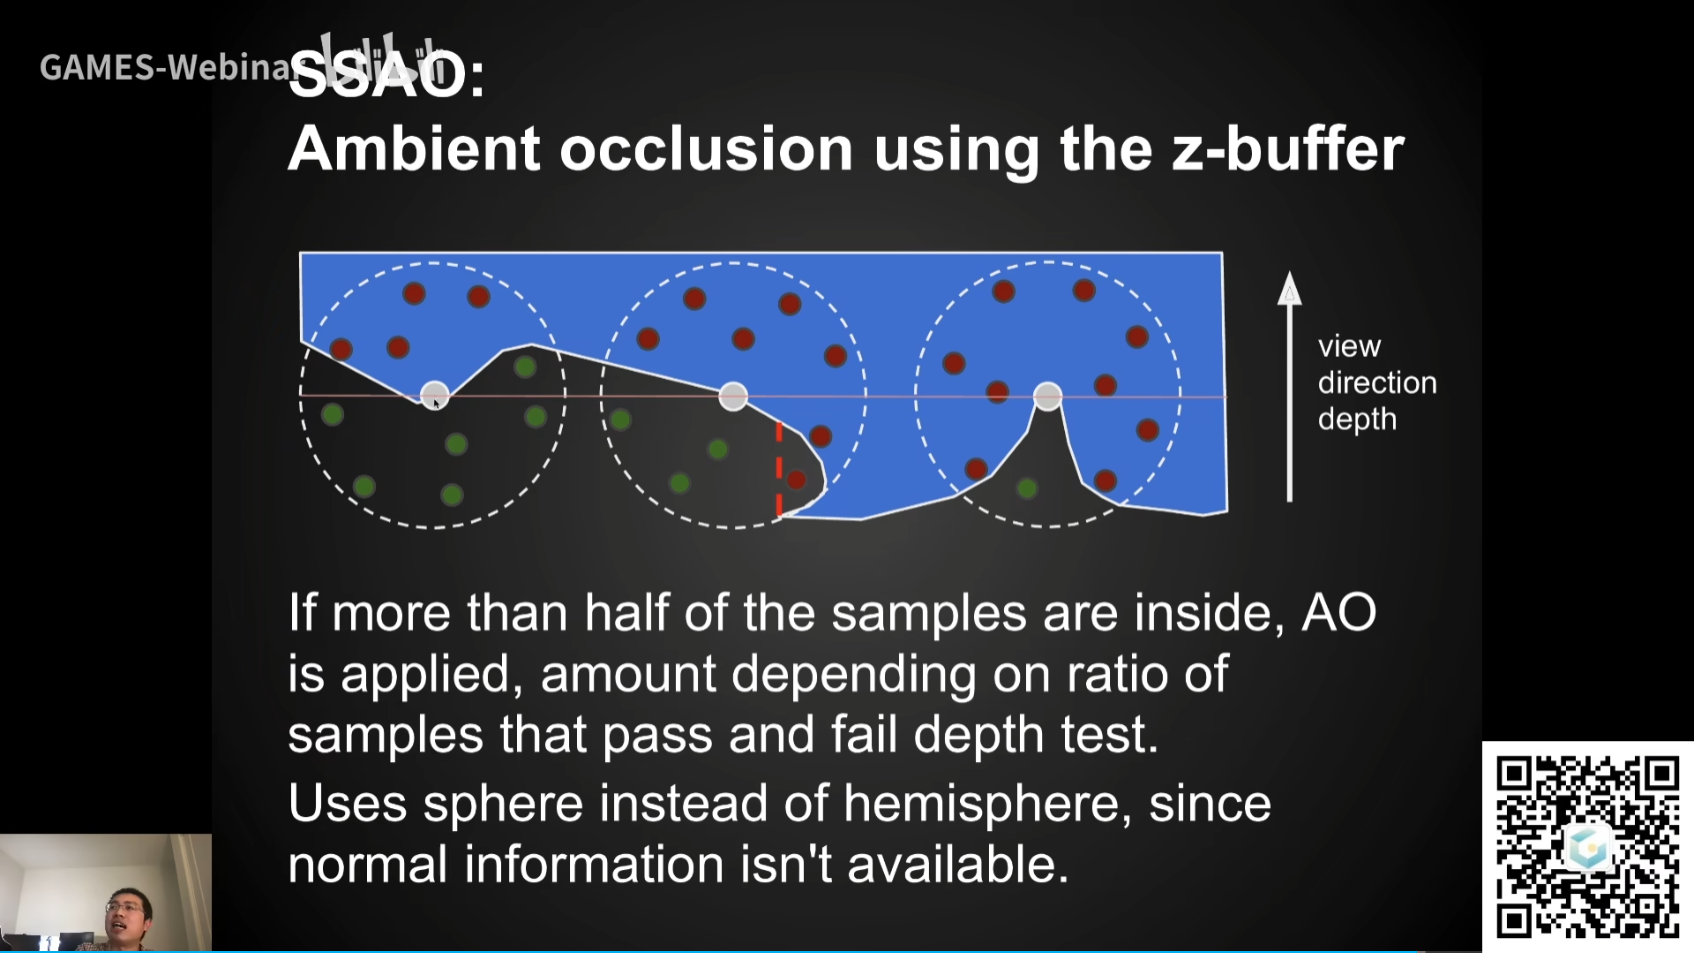 GAMES-Webinar
SSAO:
Ambient occlusion using the z-buffer
view
direction
depth
If more than half of the samples are inside, AO
is applied, amount depending on ratio of
samples that pass and fail depth test.
Uses sphere instead of hemisphere, since
normal information isn't available.